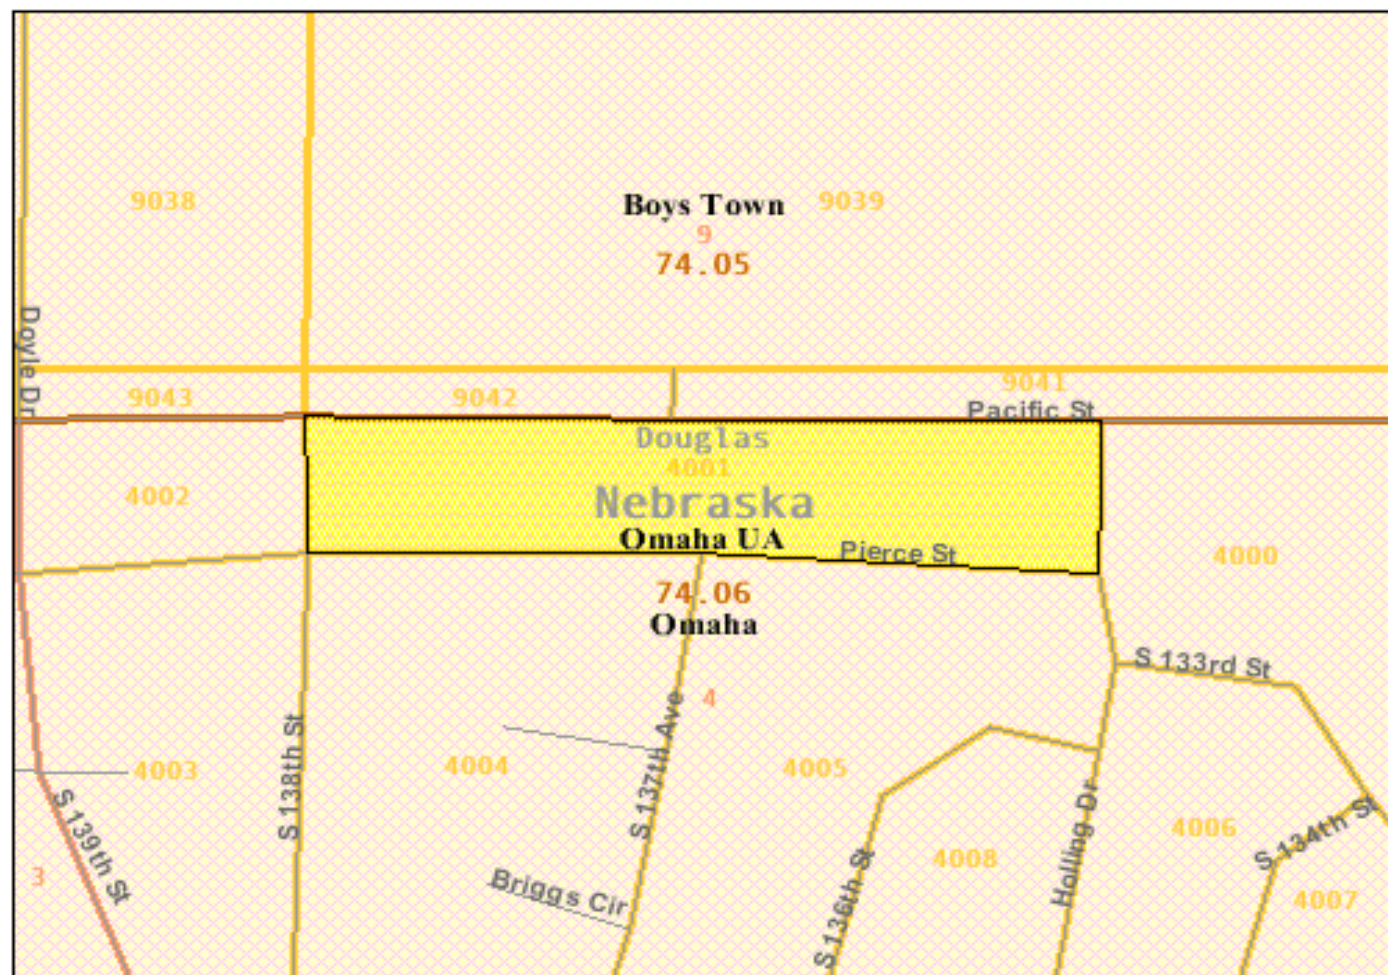 9038
Boys Town
9039
9
74.05
Doyle Dr
9043
9042
9041
Pacific St
Douglas
4001
4002
Nebraska
Omaha UA
Pierce St
4000
74.06
Omaha
S 133rd St
4
S 138th St
S 137th Ave
4003
4004
4005
S 139th St
Holling Dr
4006
S 134th St
4008
3
Briggs Cir
S 136th St
4007